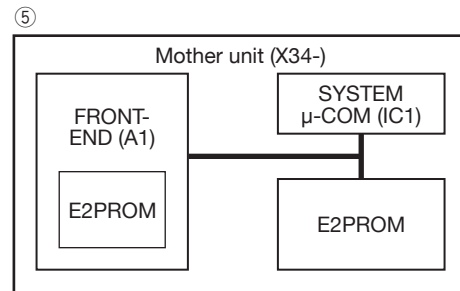 ⑤
Mother unit (X34-)
FRONT-
END (A1)
E2PROM
SYSTEM
µ-COM (IC1)
E2PROM